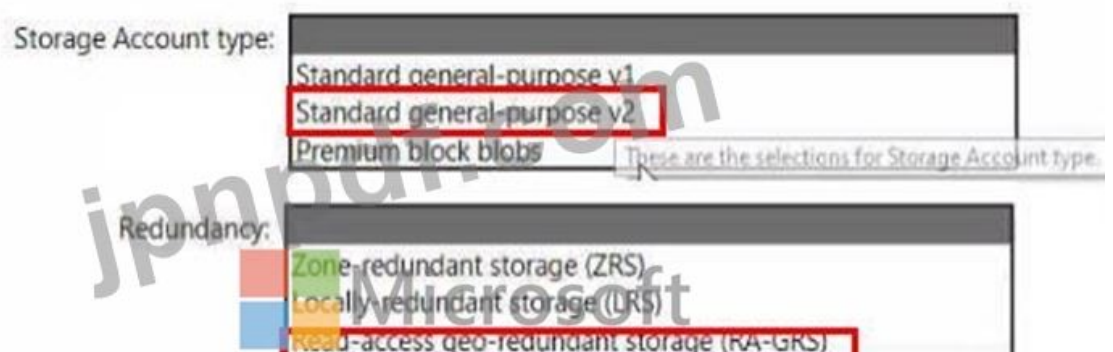 Storage Account type:
Standard general-purpose v1
Standard general-purpose v2
Premium block blobs
These are the selections for Storage Account type.
jpnpdf.com
Redundancy:
Zone-redundant storage (ZRS)
Locally-redundant storage (LRS)
Microsoft
Read-access geo-redundant storage (RA-GRS)